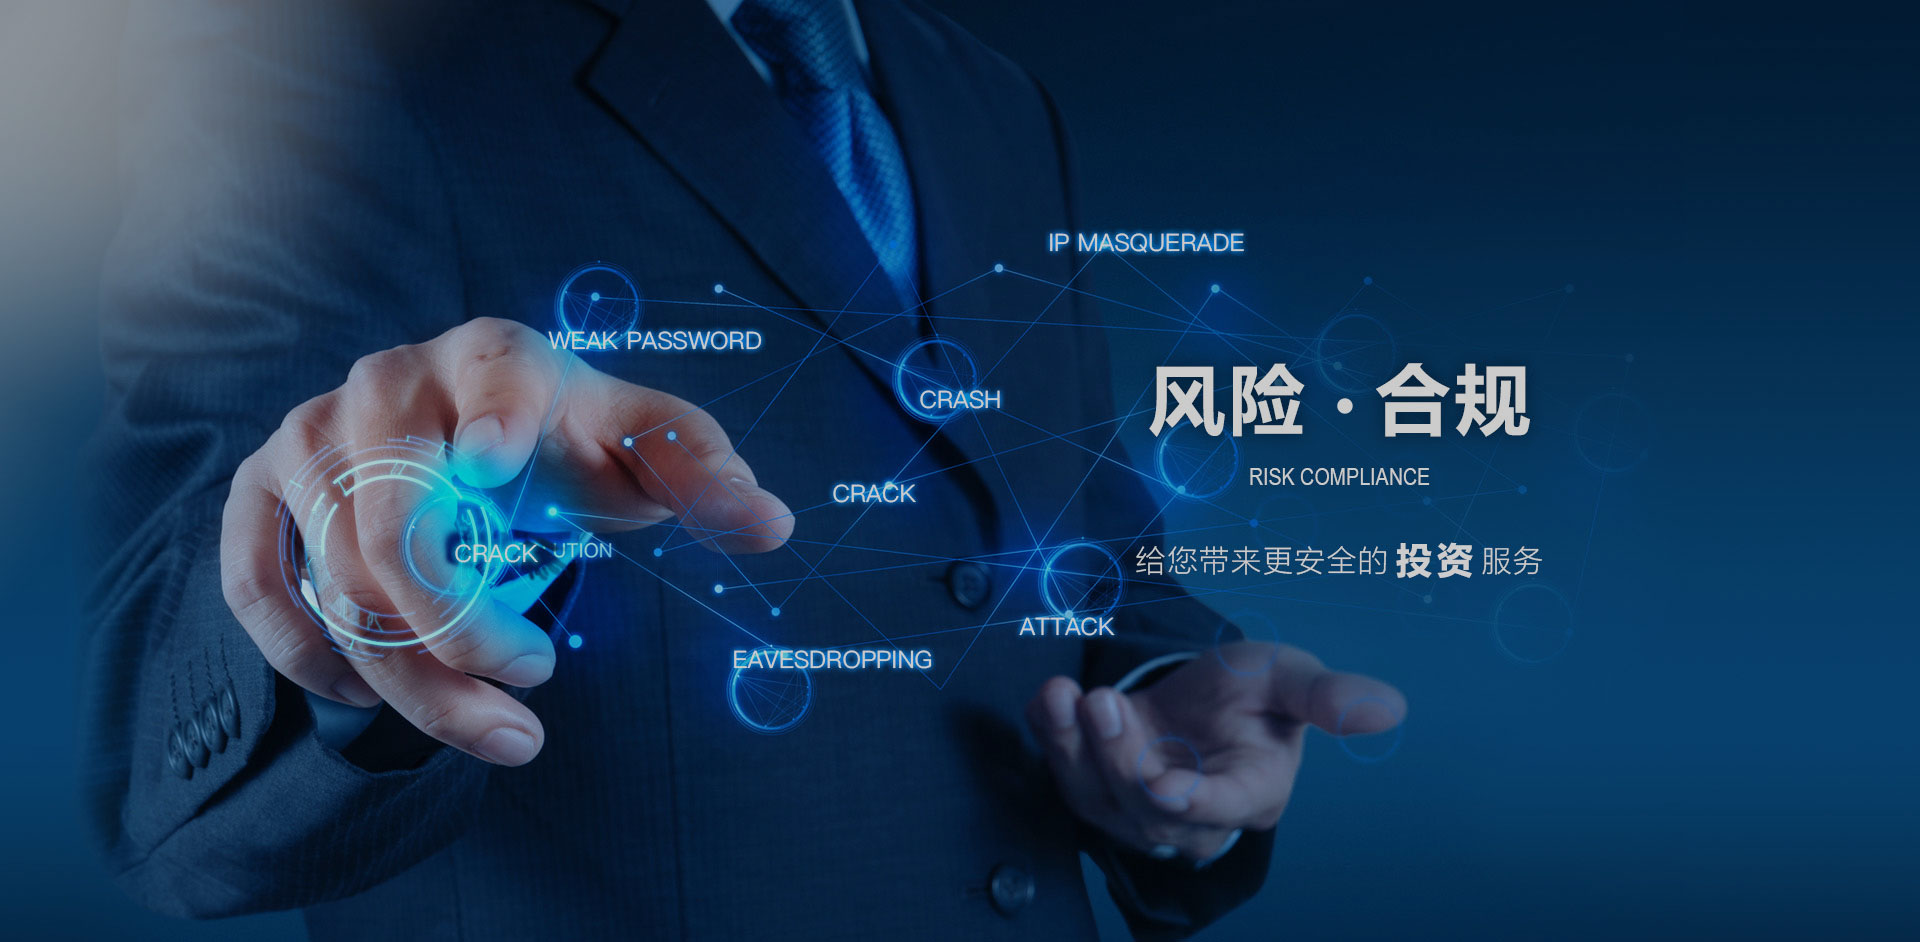 IP MASQUERADE
WEAK PASSWORD
CRASH
CRACK
CRACK UTION
ATTACK
EAVESDROPPING
风险·合规
RISK COMPLIANCE
给您带来更安全的投资服务